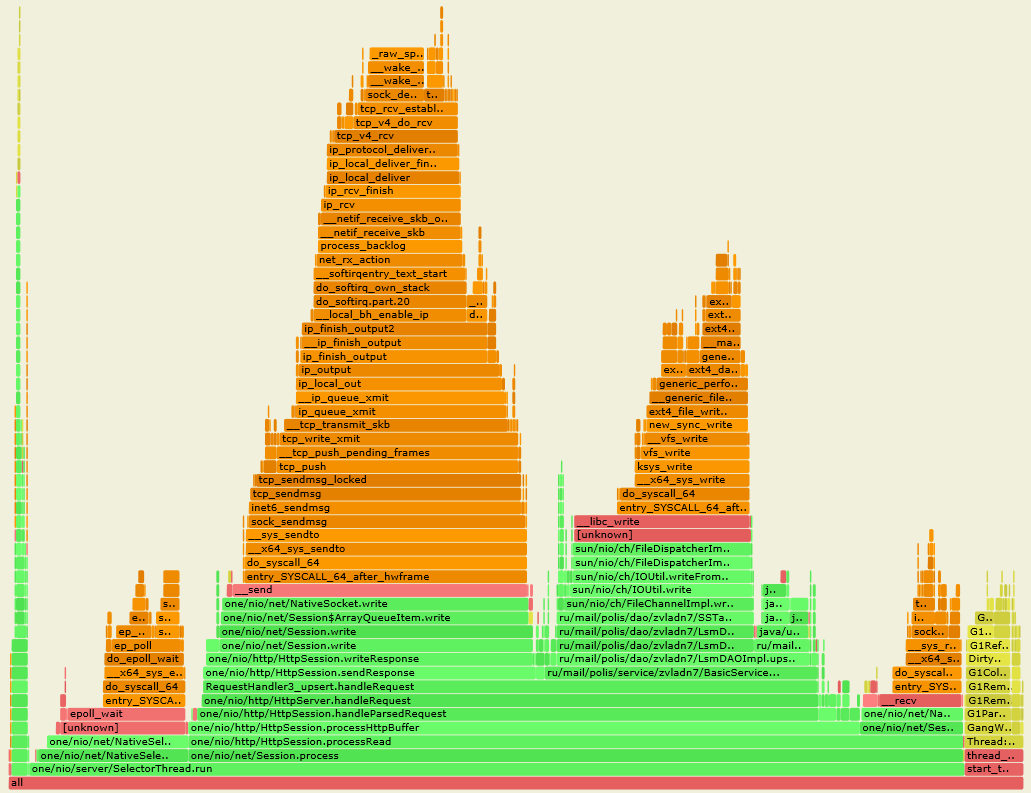 _raw_sp..
__wake_..
__wake_..
sock_de.. t..
tcp_rcv_establ..
tcp_v4_do_rcv
tcp_v4_rcv
ip_protocol_deliver..
ip_local_deliver_fin..
ip_local_deliver
ip_rcv_finish
ip_rcv
__netif_receive_skb_o..
__netif_receive_skb
process_backlog
net_rx_action
__softirqentry_text_start
do_softirq_own_stack
do_softirq.part.20 _.. ex..
__local_bh_enable_ip d.. ext..
ip_finish_output2 ext4..
__ip_finish_output __ma..
ip_finish_output gene..
ip_output ex.. ext4_da..
ip_local_out generic_perfo..
__ip_queue_xmit __generic_file..
ip_queue_xmit ext4_file_writ..
__tcp_transmit_skb new_sync_write
tcp_write_xmit __vfs_write
__tcp_push_pending_frames vfs_write
tcp_push ksys_write
tcp_sendmsg_locked __x64_sys_write
tcp_sendmsg do_syscall_64
inet6_sendmsg entry_SYSCALL_64_aft..
sock_sendmsg __libc_write
__sys_sendto [unknown]
__x64_sys_sendto sun/nio/ch/FileDispatcherIm..
do_syscall_64 sun/nio/ch/FileDispatcherIm..
entry_SYSCALL_64_after_hwframe sun/nio/ch/IOUtil.writeFrom..
__send sun/nio/ch/IOUtil.write j..
s.. one/nio/net/NativeSocket.write sun/nio/ch/FileChannelImpl.wr.. ja.. t..
e.. s.. one/nio/net/Session$ArrayQueueItem.write ru/mail/polis/dao/zvladn7/SSTa.. ja.. j.. i.. G..
ep_.. s.. one/nio/net/Session.write ru/mail/polis/dao/zvladn7/LsmD.. java/u.. sock.. G1..
ep_poll one/nio/net/Session.write ru/mail/polis/dao/zvladn7/LsmD.. ru/mail.. __sys_r.. G1Ref..
do_epoll_wait one/nio/http/HttpSession.writeResponse ru/mail/polis/dao/zvladn7/LsmDAOImpl.ups.. __x64_s.. Dirty..
__x64_sys_e.. one/nio/http/HttpSession.sendResponse ru/mail/polis/service/zvladn7/BasicService... do_syscal.. G1Col..
do_syscall_64 RequestHandler3_upsert.handleRequest entry_SYS.. G1Rem..
entry_SYSCA.. one/nio/http/HttpServer.handleRequest __recv G1Rem..
epoll_wait one/nio/http/HttpSession.handleParsedRequest one/nio/net/Na.. G1Par..
[unknown] one/nio/http/HttpSession.processHttpBuffer one/nio/net/Ses.. GangW..
one/nio/net/NativeSel.. one/nio/http/HttpSession.processRead Thread:..
one/nio/net/NativeSele.. one/nio/net/Session.process thread_..
one/nio/server/SelectorThread.run start_t..
all